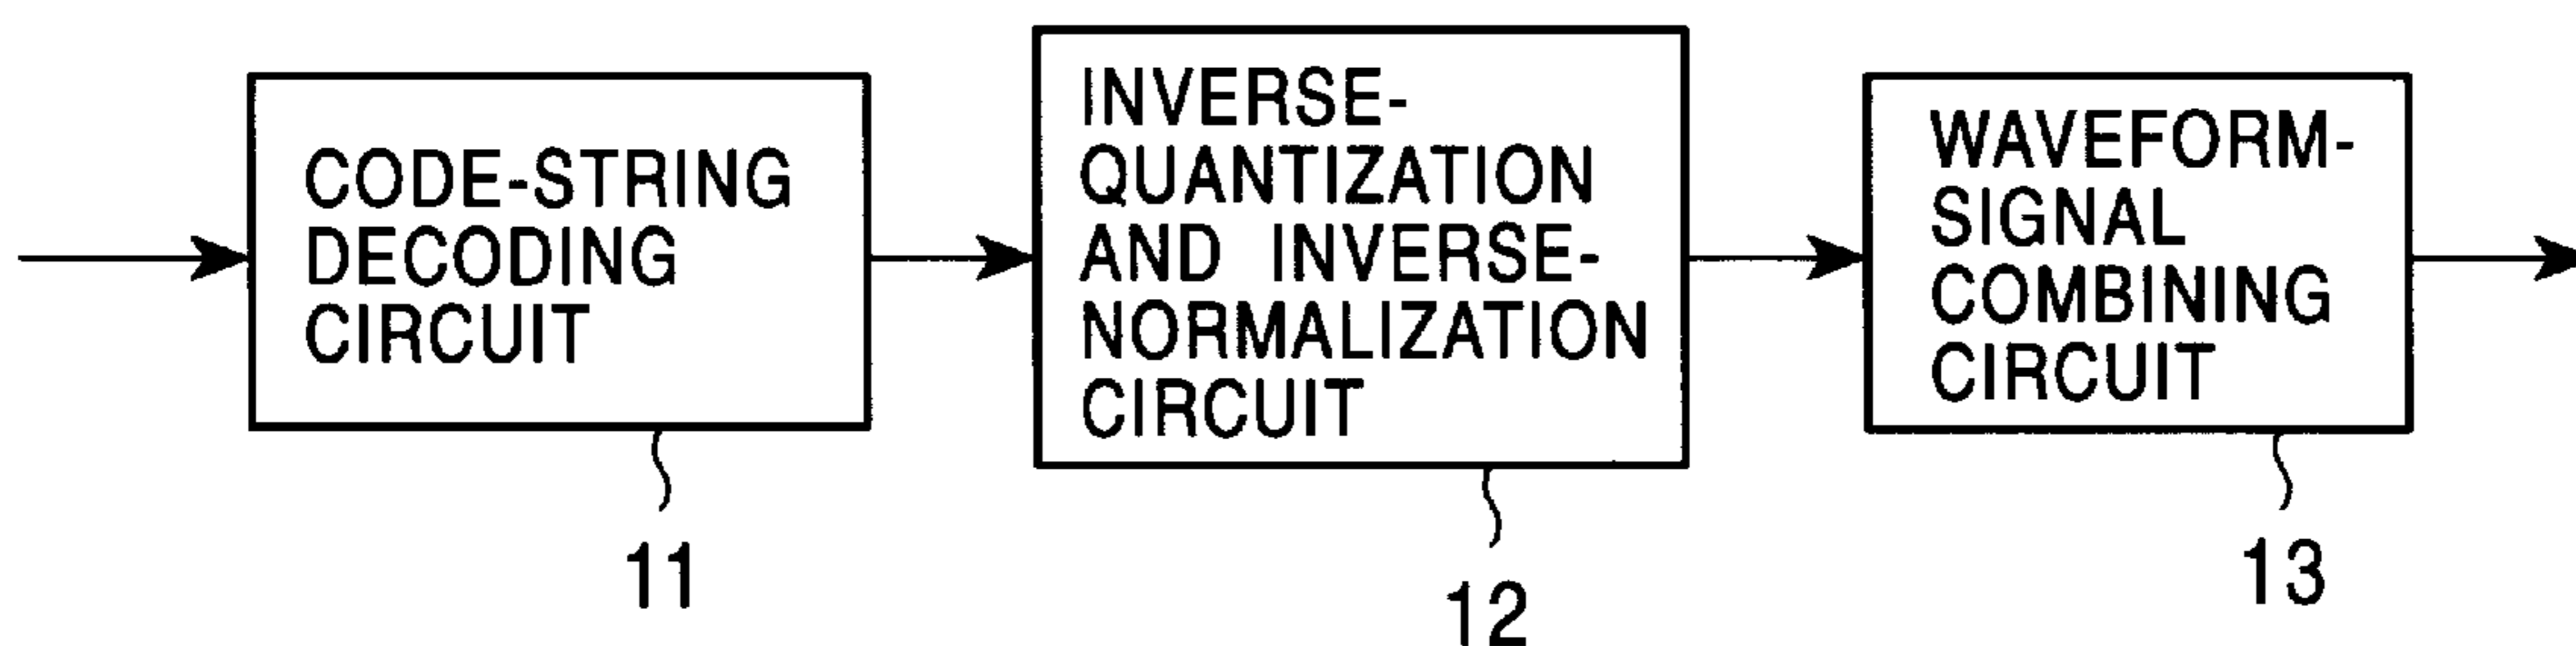 CODE-STRING
DECODING
CIRCUIT
11
INVERSE-
QUANTIZATION
AND INVERSE-
NORMALIZATION
CIRCUIT
12
WAVEFORM-
SIGNAL
COMBINING
CIRCUIT
13